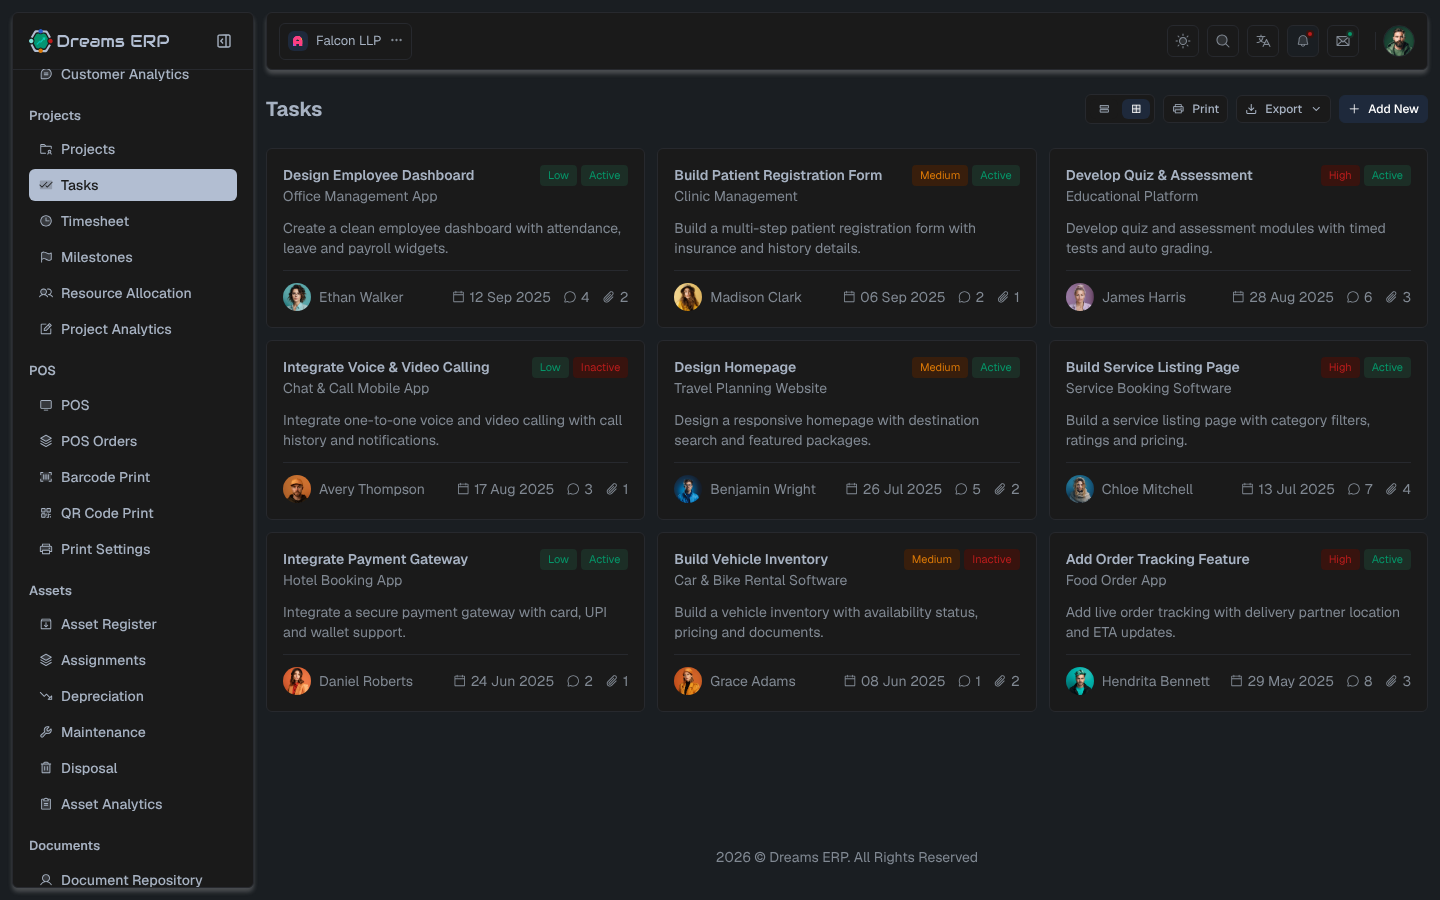 Dreams ERP
Customer Analytics
Projects
Projects
Tasks
Timesheet
Milestones
Resource Allocation
Project Analytics
POS
POS
POS Orders
Barcode Print
QR Code Print
Print Settings
Assets
Asset Register
Assignments
Depreciation
Maintenance
Disposal
Asset Analytics
Documents
Document Repository
Falcon LLP
Tasks
Print
Export
Add New
Design Employee Dashboard
Low
Active
Office Management App
Create a clean employee dashboard with attendance,
leave and payroll widgets.
Ethan Walker
12 Sep 2025
4
2
Build Patient Registration Form
Medium
Active
Clinic Management
Build a multi-step patient registration form with
insurance and history details.
Madison Clark
06 Sep 2025
2
1
Develop Quiz & Assessment
High
Active
Educational Platform
Develop quiz and assessment modules with timed
tests and auto grading.
James Harris
28 Aug 2025
6
3
Integrate Voice & Video Calling
Low
Inactive
Chat & Call Mobile App
Integrate one-to-one voice and video calling with call
history and notifications.
Avery Thompson
17 Aug 2025
3
1
Design Homepage
Medium
Active
Travel Planning Website
Design a responsive homepage with destination
search and featured packages.
Benjamin Wright
26 Jul 2025
5
2
Build Service Listing Page
High
Active
Service Booking Software
Build a service listing page with category filters,
ratings and pricing.
Chloe Mitchell
13 Jul 2025
7
4
Integrate Payment Gateway
Low
Active
Hotel Booking App
Integrate a secure payment gateway with card, UPI
and wallet support.
Daniel Roberts
24 Jun 2025
2
1
Build Vehicle Inventory
Medium
Inactive
Car & Bike Rental Software
Build a vehicle inventory with availability status,
pricing and documents.
Grace Adams
08 Jun 2025
1
2
Add Order Tracking Feature
High
Active
Food Order App
Add live order tracking with delivery partner location
and ETA updates.
Hendrita Bennett
29 May 2025
8
3
2026 © Dreams ERP. All Rights Reserved